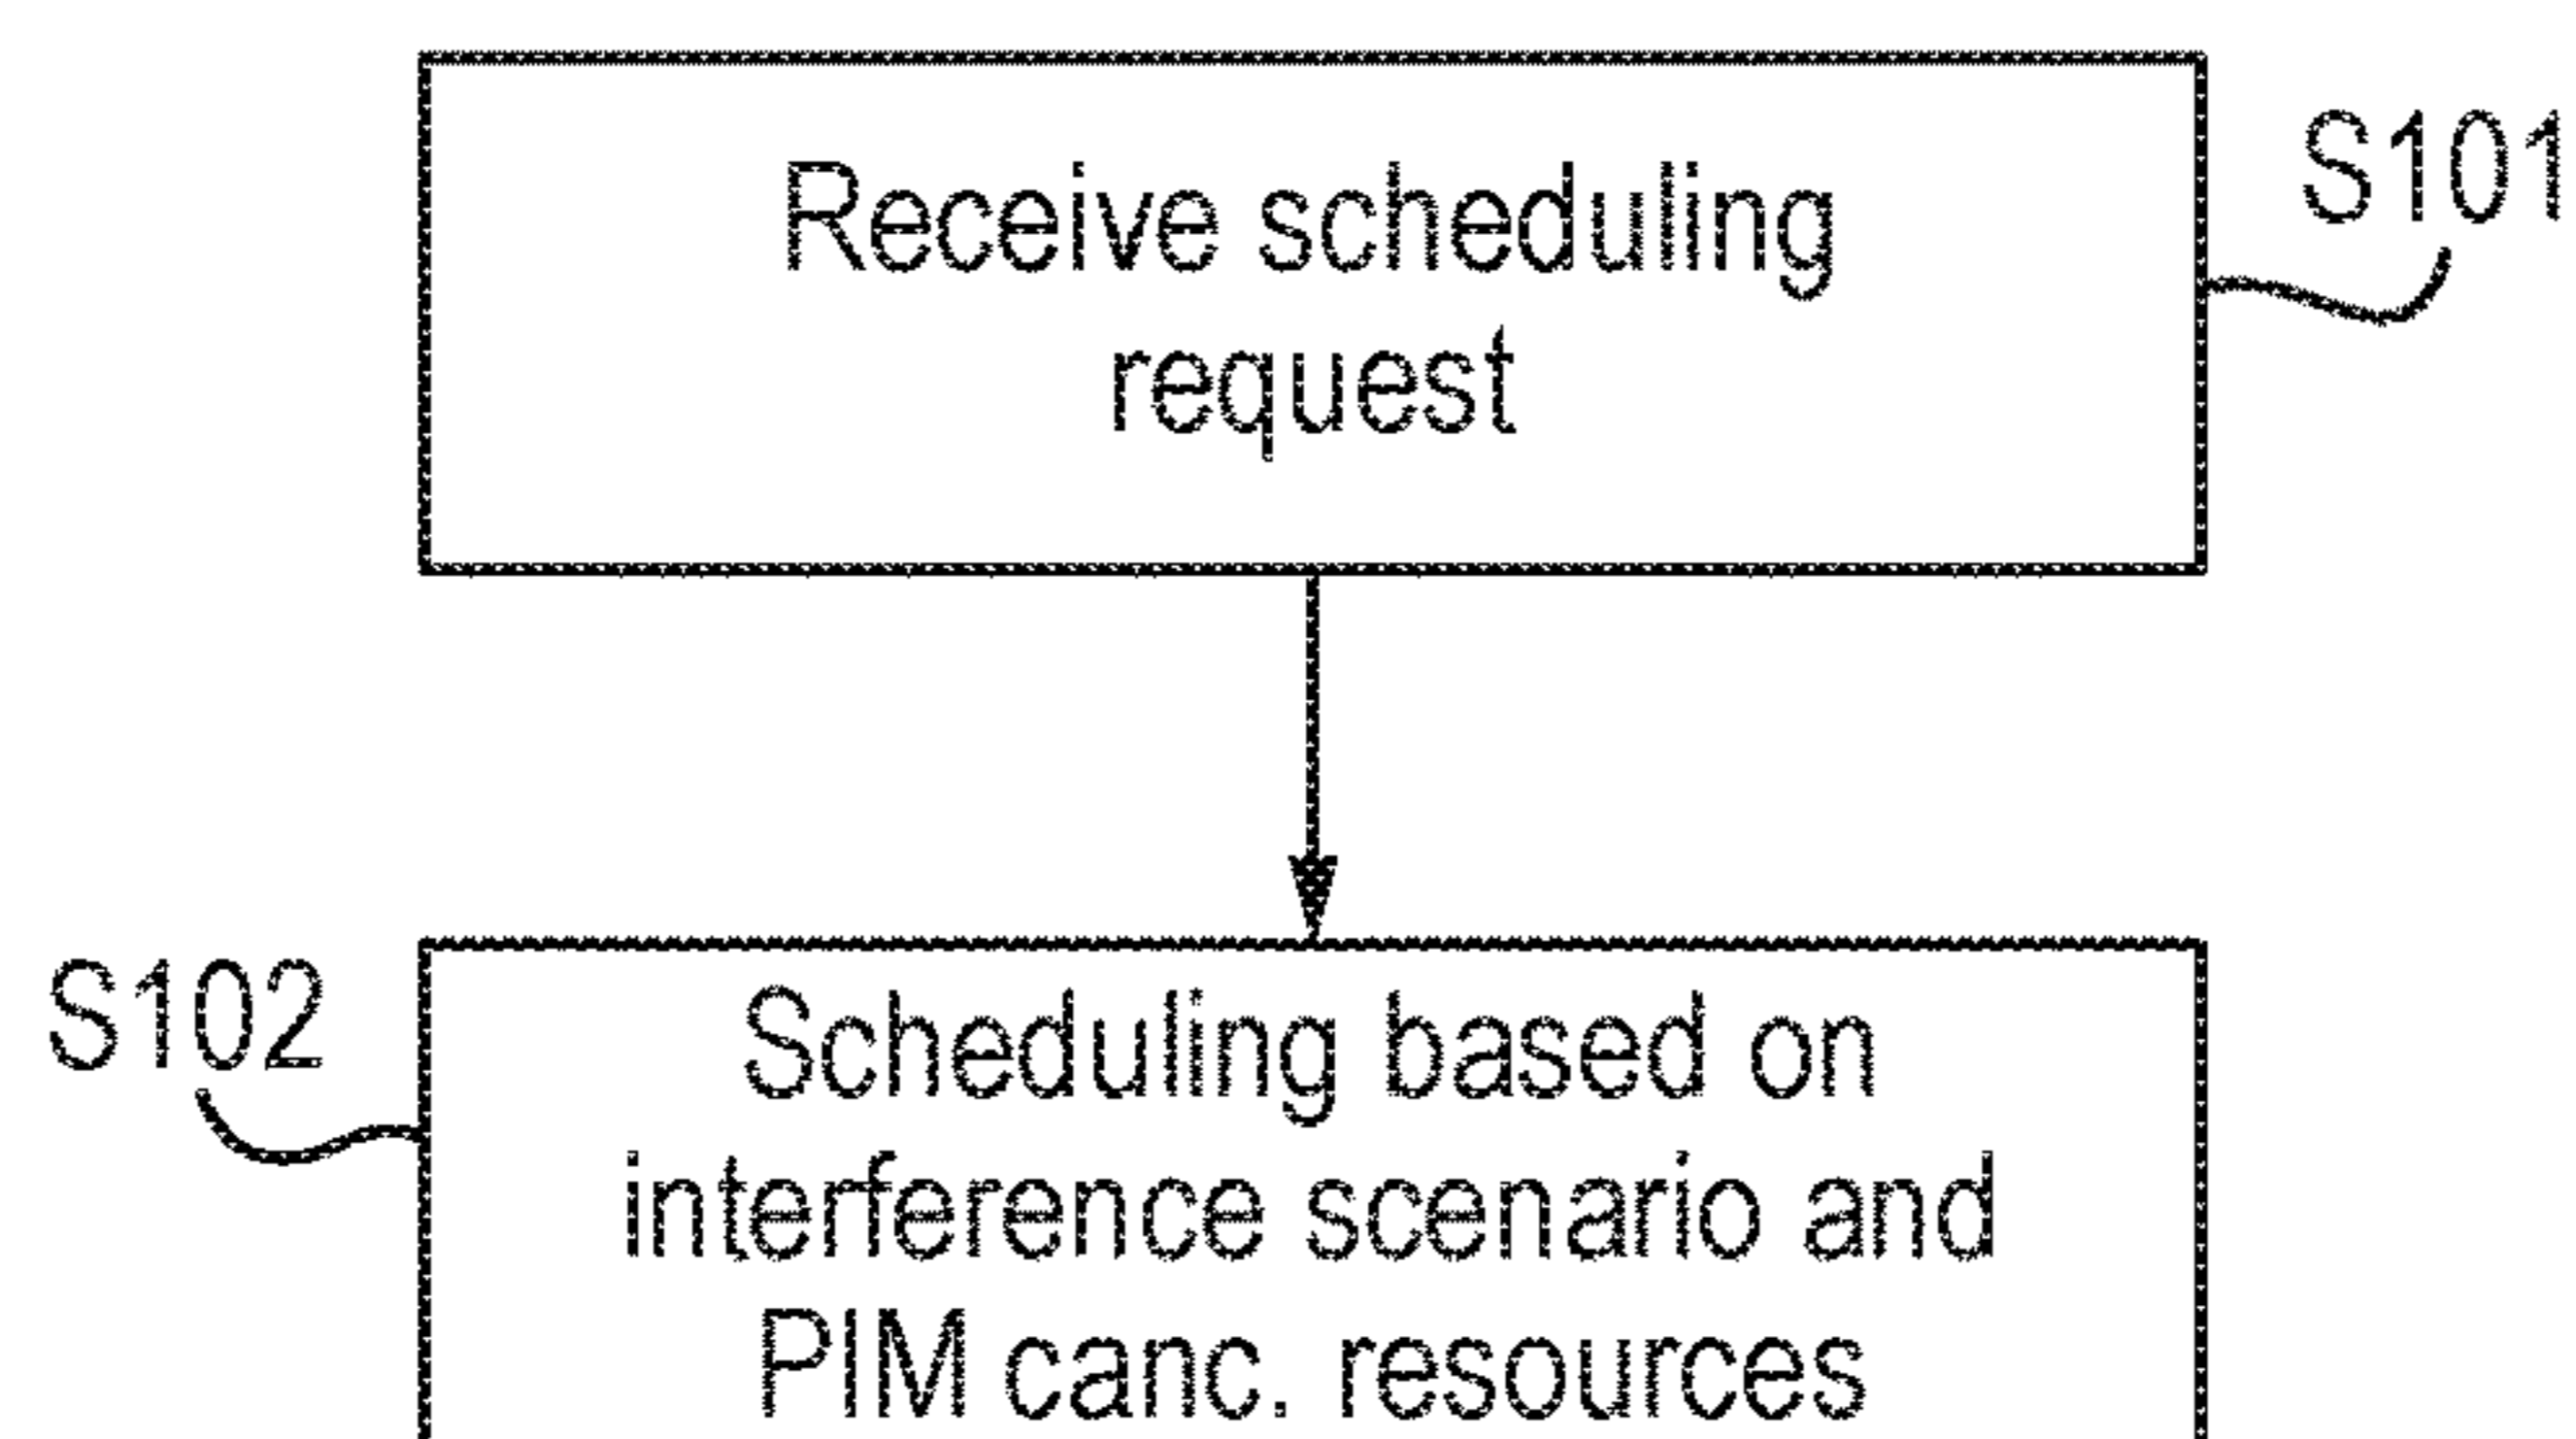 Receive scheduling
request
S101
S102
Scheduling based on
interference scenario and
PIM canc. resources